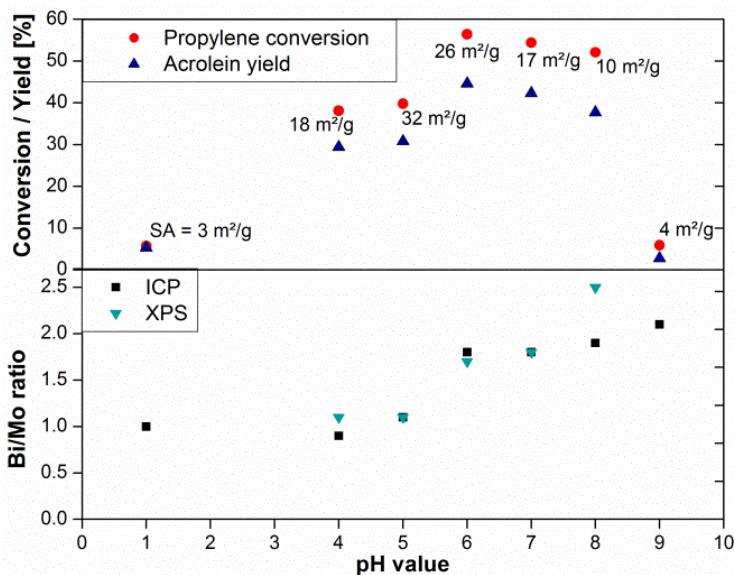 60
50
40
30
20
10
0
Conversion / Yield [%]
Propylene conversion
Acrolein yield
SA = 3 m²/g
18 m²/g
32 m²/g
26 m²/g
17 m²/g
10 m²/g
4 m²/g
2.5
2.0
1.5
1.0
0.5
0.0
Bi/Mo ratio
ICP
XPS
0 1 2 3 4 5 6 7 8 9 10
pH value